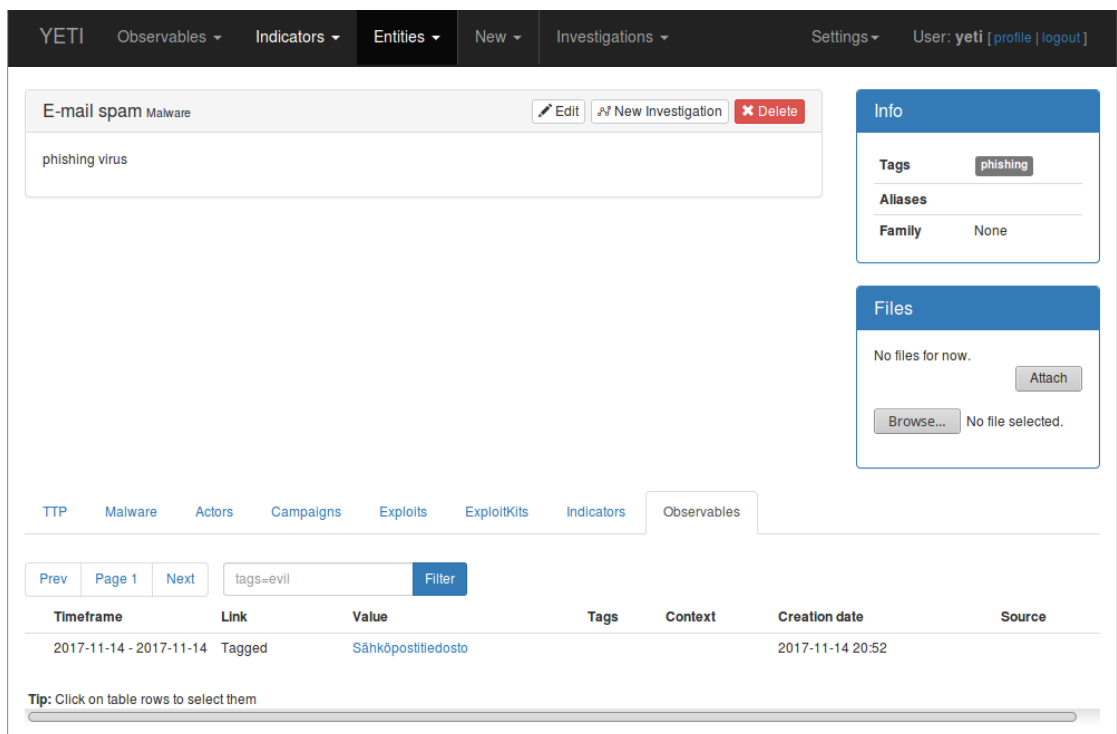 YETI Observables Indicators Entities New Investigations Settings User: yeti [ profile | logout ]
E-mail spam Malware Edit New Investigation Delete
phishing virus
Info
Tags phishing
Aliases
Family None
Files
No files for now.
Attach
Browse... No file selected.
TTP Malware Actors Campaigns Exploits ExploitKits Indicators Observables
Prev Page 1 Next tags=evil Filter
Timeframe Link Value Tags Context Creation date Source
2017-11-14 - 2017-11-14 Tagged Sähköpostitiedosto 2017-11-14 20:52
Tip: Click on table rows to select them